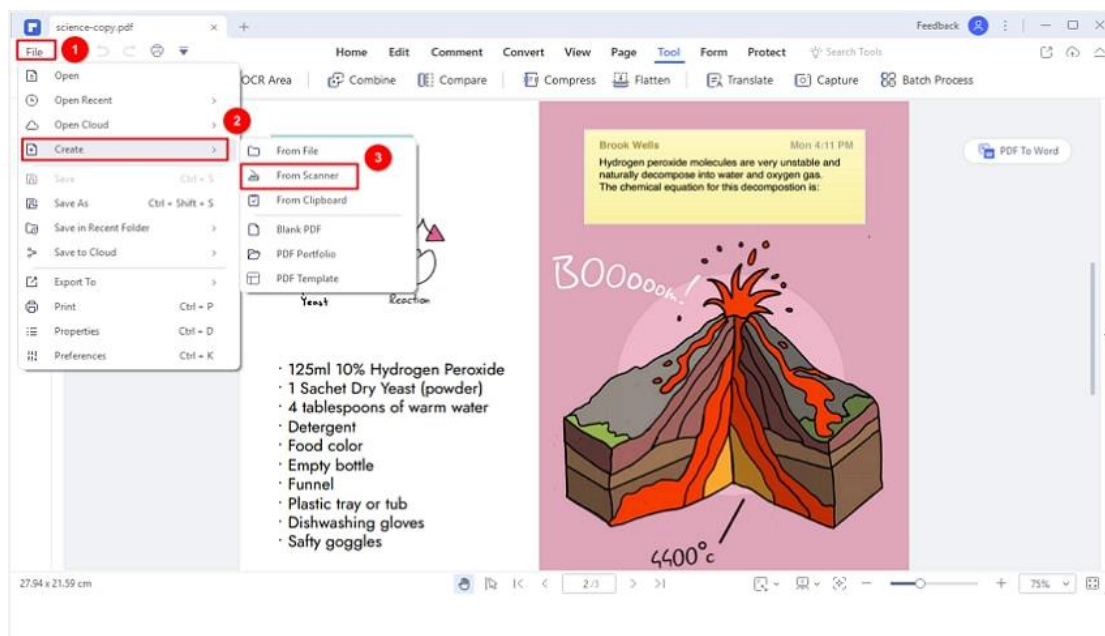 science-copy.pdf
Feedback
File
1
Home Edit Comment Convert View Page Tool Form Protect Search Tools
OCR Area Combine Compare Compress Flatten Translate Capture Batch Process
Open
Open Recent
Open Cloud
2
Create
Save Ctrl + S
Save As Ctrl + Shift + S
Save in Recent Folder
Save to Cloud
Export To
Print Ctrl + P
Properties Ctrl + D
Preferences Ctrl + K
From File
3
From Scanner
From Clipboard
Blank PDF
PDF Portfolio
PDF Template
Yeast Reaction
· 125ml 10% Hydrogen Peroxide
· 1 Sachet Dry Yeast (powder)
· 4 tablespoons of warm water
· Detergent
· Food color
· Empty bottle
· Funnel
· Plastic tray or tub
· Dishwashing gloves
· Safty goggles
Brook Wells Mon 4:11 PM
Hydrogen peroxide molecules are very unstable and
naturally decompose into water and oxygen gas.
The chemical equation for this decompostion is:
PDF To Word
BOOooom!
4400°c
27.94 x 21.59 cm
2/3
75%